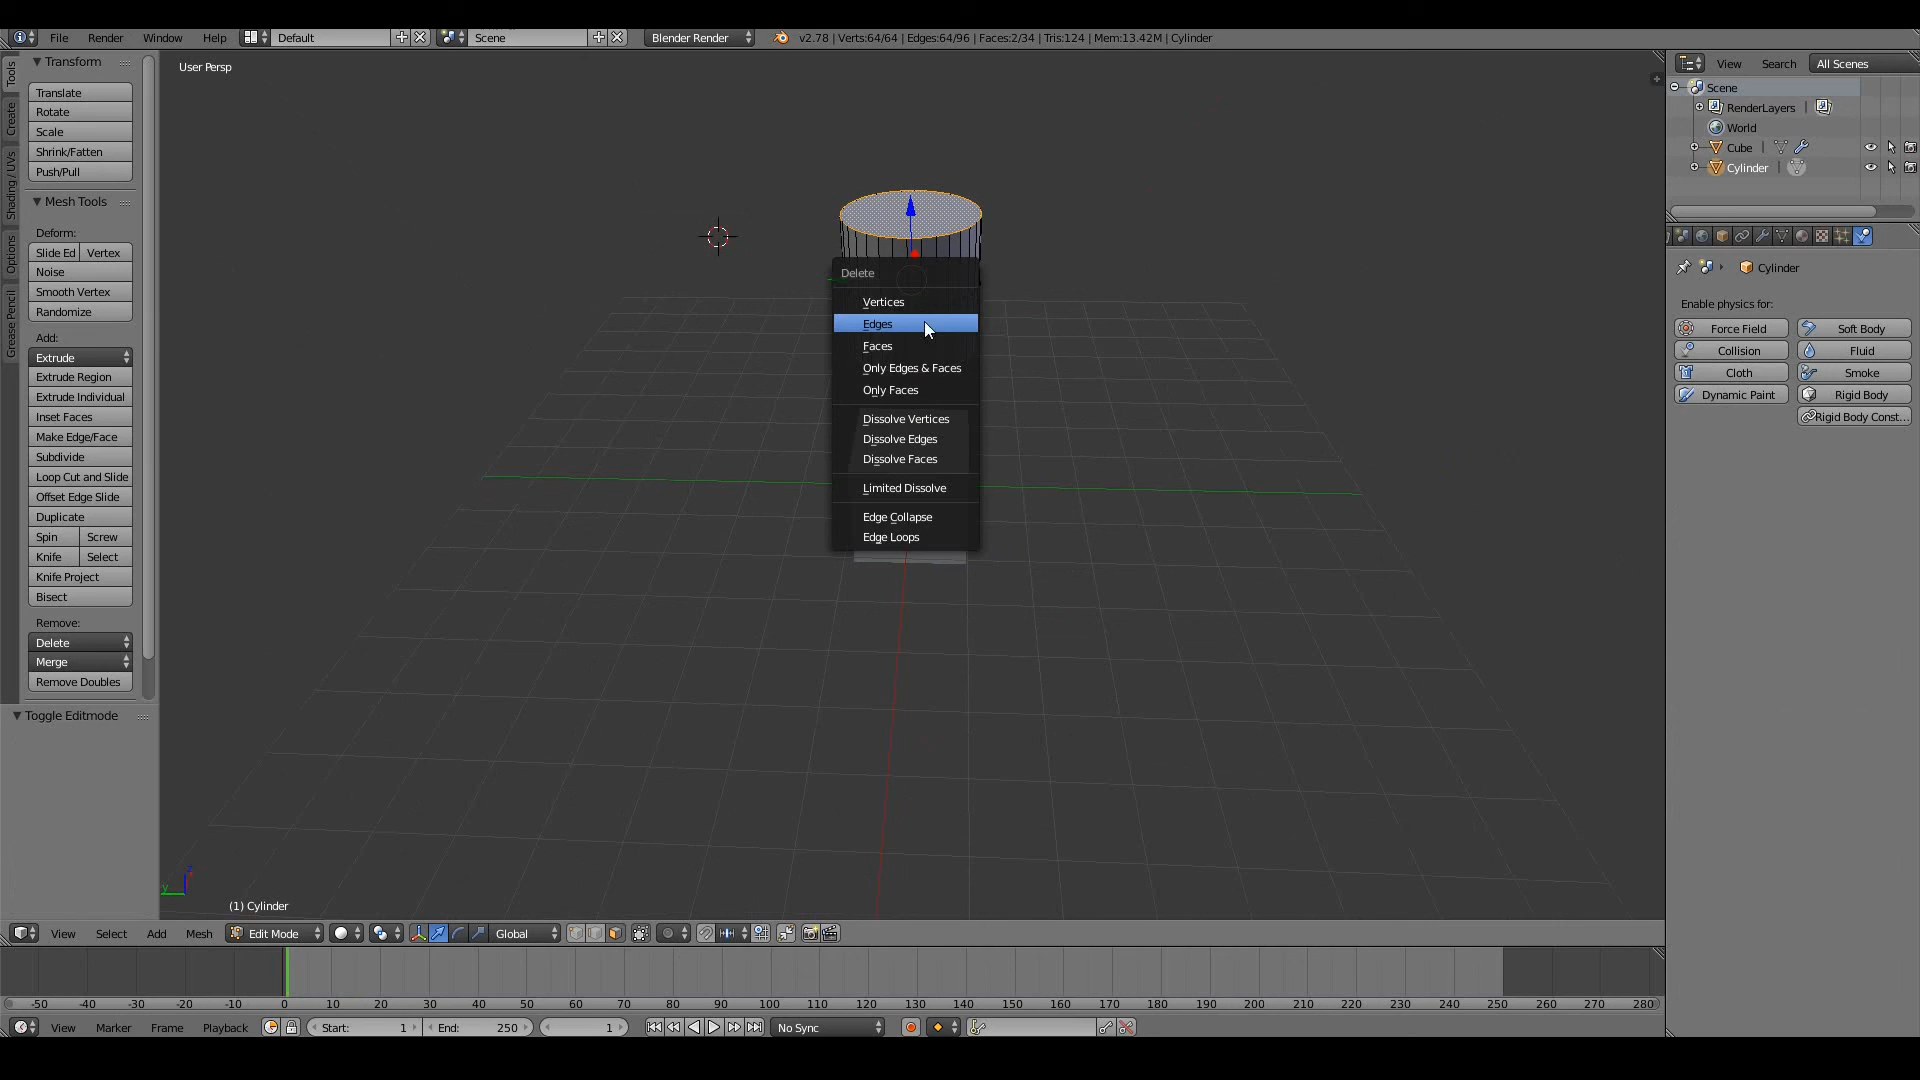 File Render Window Help Default Scene Blender Render v2.78 | Verts:64/64 | Edges:64/96 | Faces:2/34 | Tris:124 | Mem:13.42M | Cylinder
Tools
Create
Shading / UVs
Options
Grease Pencil
Transform
Translate
Rotate
Scale
Shrink/Fatten
Push/Pull
Mesh Tools
Deform:
Slide Ed Vertex
Noise
Smooth Vertex
Randomize
Add:
Extrude
Extrude Region
Extrude Individual
Inset Faces
Make Edge/Face
Subdivide
Loop Cut and Slide
Offset Edge Slide
Duplicate
Spin Screw
Knife Select
Knife Project
Bisect
Remove:
Delete
Merge
Remove Doubles
Toggle Editmode
User Persp
Delete
Vertices
Edges
Faces
Only Edges & Faces
Only Faces
Dissolve Vertices
Dissolve Edges
Dissolve Faces
Limited Dissolve
Edge Collapse
Edge Loops
y z
(1) Cylinder
View Search All Scenes
Scene
RenderLayers |
World
Cube |
Cylinder |
Cylinder
Enable physics for:
Force Field Soft Body
Collision Fluid
Cloth Smoke
Dynamic Paint Rigid Body
Rigid Body Const...
View Select Add Mesh Edit Mode Global
-50 -40 -30 -20 -10 0 10 20 30 40 50 60 70 80 90 100 110 120 130 140 150 160 170 180 190 200 210 220 230 240 250 260 270 280
View Marker Frame Playback Start: 1 End: 250 1 No Sync